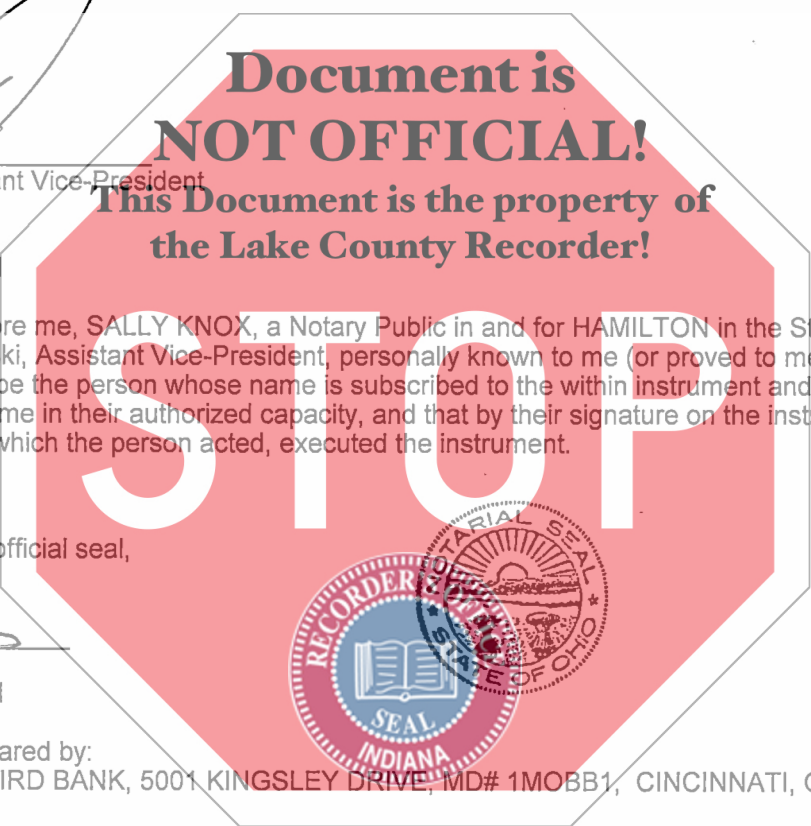 Document is
NOT OFFICIAL!
nt Vice-President
This Document is the property of
the Lake County Recorder!
STOP
re me, SALLY KNOX, a Notary Public in and for HAMILTON in the S
ki, Assistant Vice-President, personally known to me (or proved to me
be the person whose name is subscribed to the within instrument and
me in their authorized capacity, and that by their signature on the inst
which the person acted, executed the instrument.
official seal,
NOTARIAL SEAL
STATE OF OHIO
RECORDER'S OFFICE
SEAL
INDIANA
ared by:
IRD BANK, 5001 KINGSLEY DRIVE, MD# 1MOBB1, CINCINNATI, O